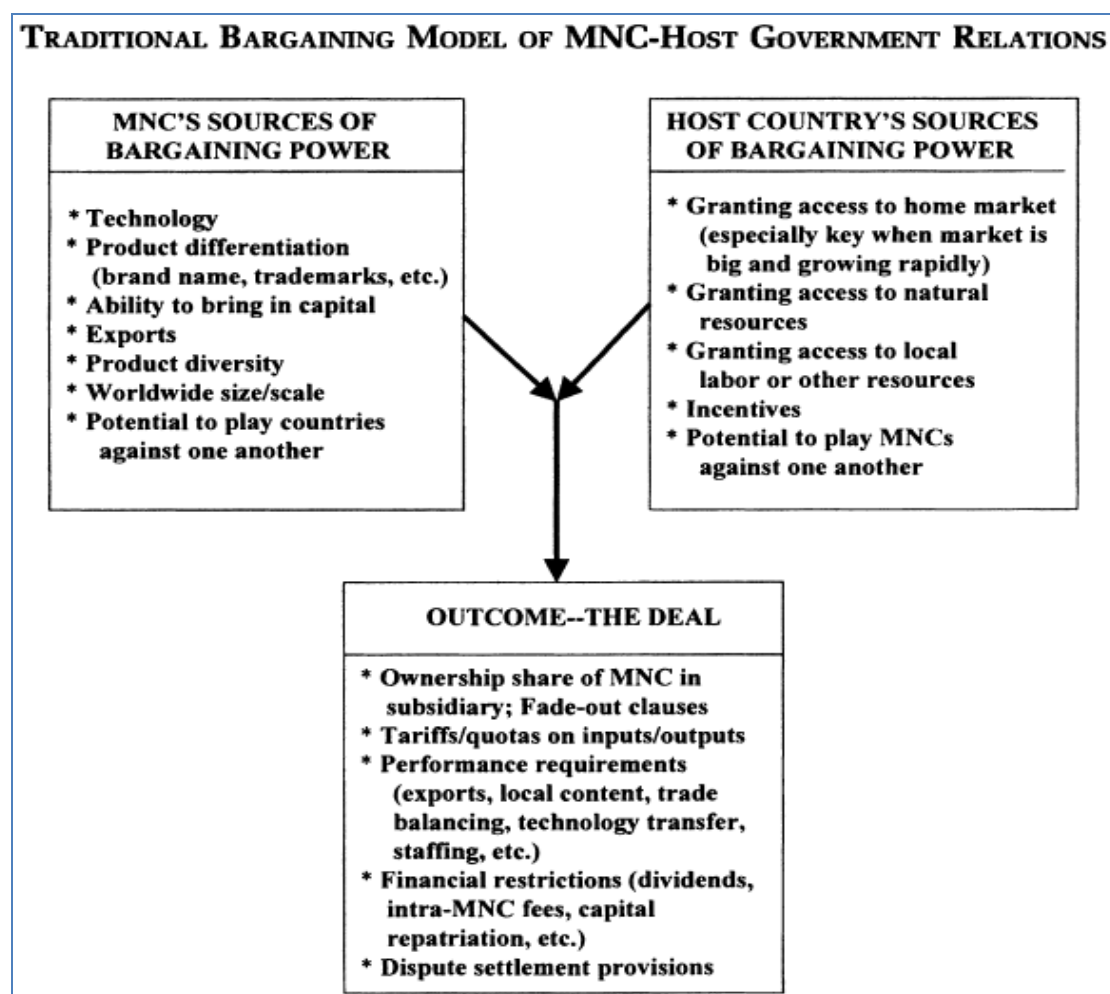 TRADITIONAL BARGAINING MODEL OF MNC-HOST GOVERNMENT RELATIONS
MNC'S SOURCES OF
BARGAINING POWER
* Technology
* Product differentiation
(brand name, trademarks, etc.)
* Ability to bring in capital
* Exports
* Product diversity
* Worldwide size/scale
* Potential to play countries
against one another
HOST COUNTRY'S SOURCES
OF BARGAINING POWER
* Granting access to home market
(especially key when market is
big and growing rapidly)
* Granting access to natural
resources
* Granting access to local
labor or other resources
* Incentives
* Potential to play MNCs
against one another
OUTCOME--THE DEAL
* Ownership share of MNC in
subsidiary; Fade-out clauses
* Tariffs/quotas on inputs/outputs
* Performance requirements
(exports, local content, trade
balancing, technology transfer,
staffing, etc.)
* Financial restrictions (dividends,
intra-MNC fees, capital
repatriation, etc.)
* Dispute settlement provisions